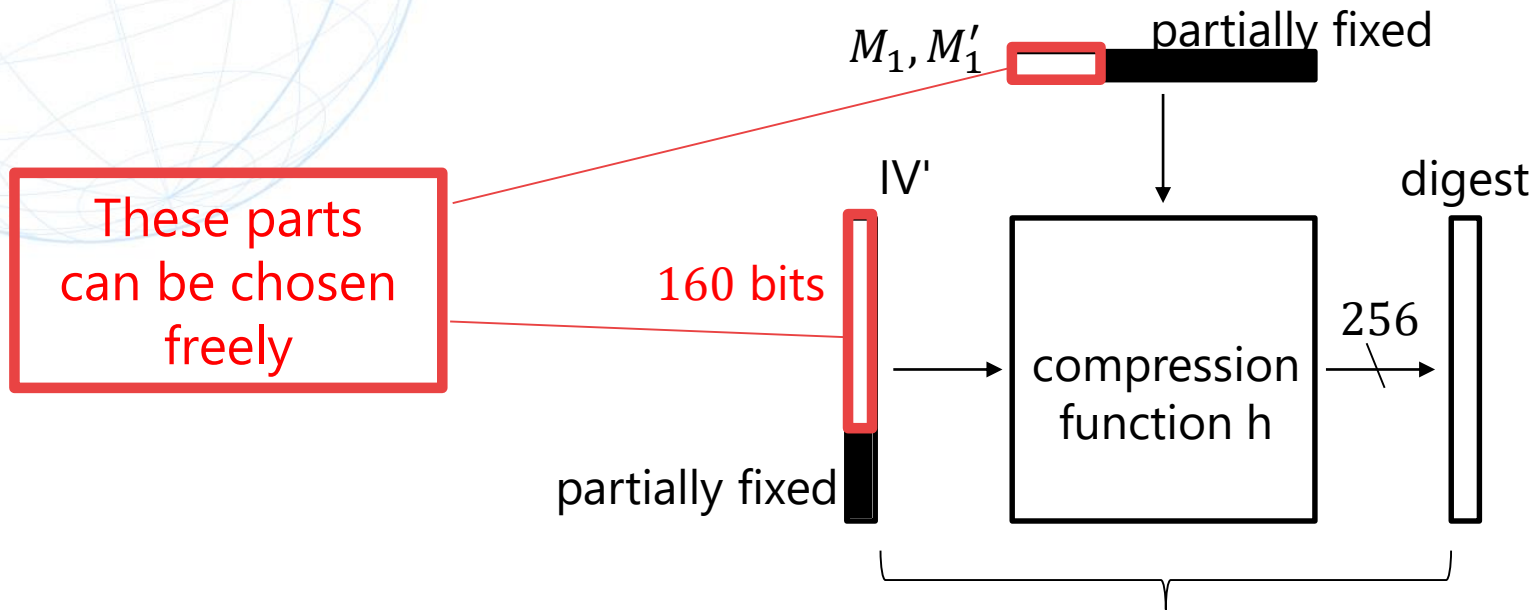 M₁, M₁′
partially fixed
These parts
can be chosen
freely
IV'
digest
160 bits
256
compression
function h
partially fixed